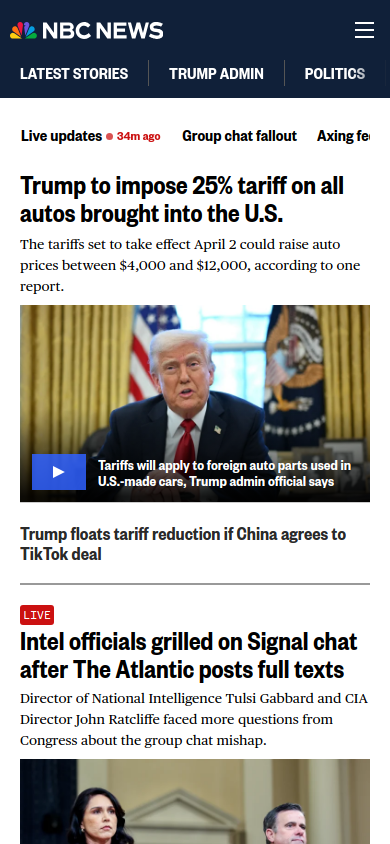 NBC NEWS
LATEST STORIES
TRUMP ADMIN
POLITICS
Live updates 34m ago
Group chat fallout
Axing
Trump to impose 25% tariff on all
autos brought into the U.S.
The tariffs set to take effect April 2 could raise auto
prices between $4,000 and $12,000, according to one
report.
Tariffs will apply to foreign auto parts used in
U.S.-made cars, Trump admin official says
Trump floats tariff reduction if China agrees to
TikTok deal
LIVE
Intel officials grilled on Signal chat
after The Atlantic posts full texts
Director of National Intelligence Tulsi Gabbard and CIA
Director John Ratcliffe faced more questions from
Congress about the group chat mishap.